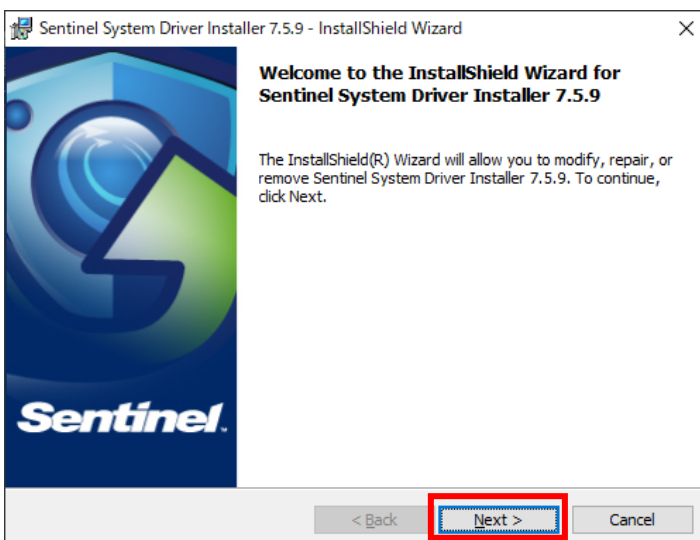 Sentinel System Driver Installer 7.5.9 - InstallShield Wizard
Welcome to the InstallShield Wizard for
Sentinel System Driver Installer 7.5.9
The InstallShield(R) Wizard will allow you to modify, repair, or
remove Sentinel System Driver Installer 7.5.9. To continue,
click Next.
Sentinel.
< Back
Next >
Cancel